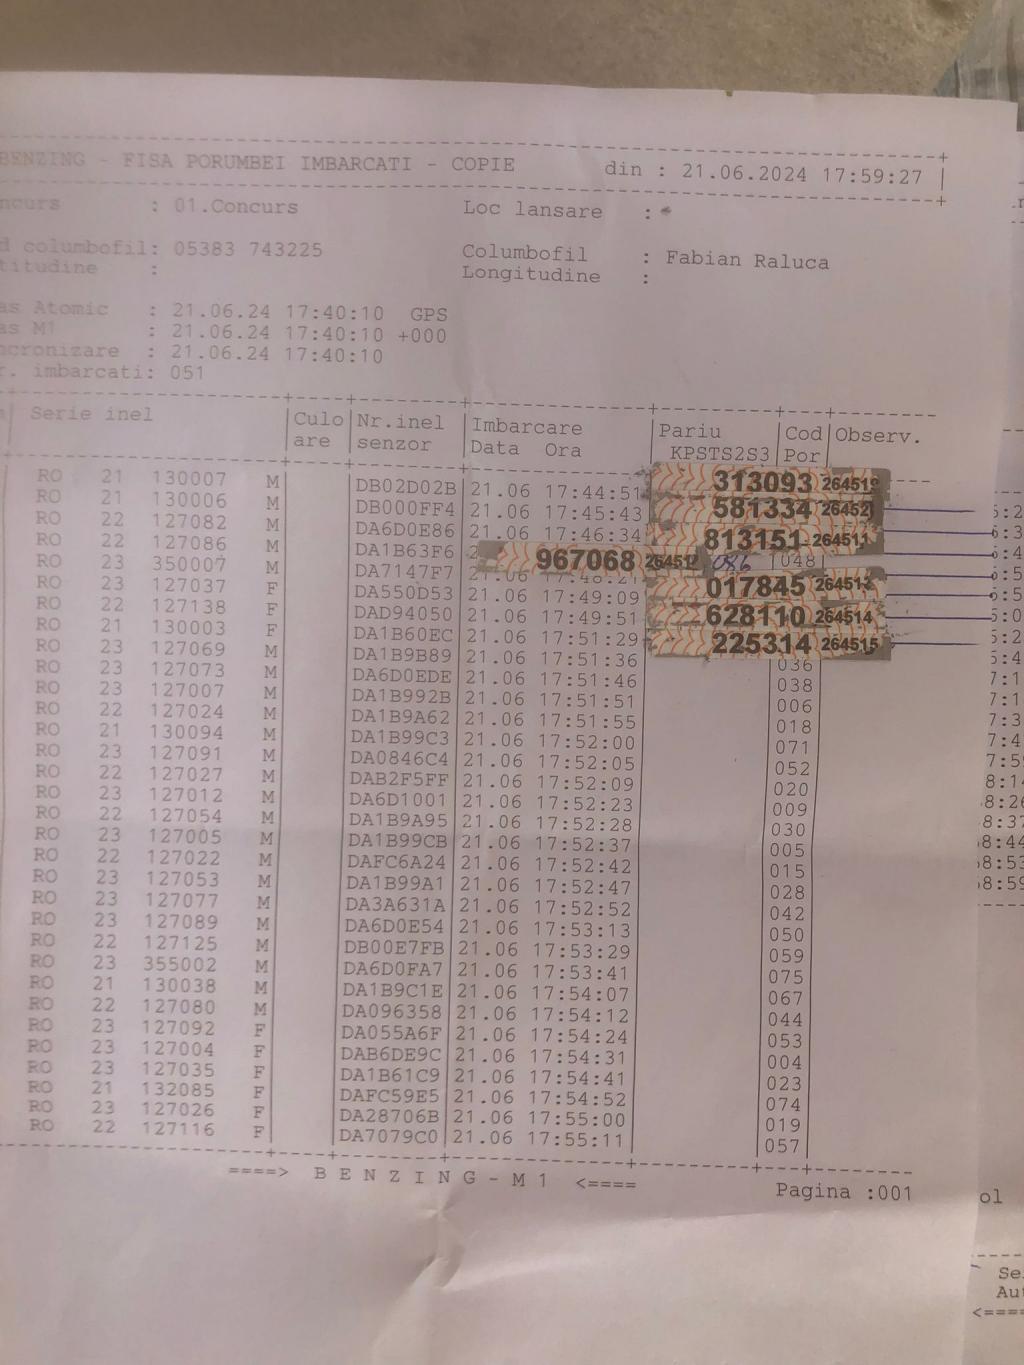 BENZING - FISA PORUMBEI IMBARCATI - COPIE din : 21.06.2024 17:59:27
ncurs : 01.Concurs Loc lansare :
d columbofil: 05383 743225 Columbofil : Fabian Raluca
titudine : Longitudine :
as Atomic : 21.06.24 17:40:10 GPS
as M1 : 21.06.24 17:40:10 +000
ncronizare : 21.06.24 17:40:10
r. imbarcati: 051
Serie inel Culo Nr.inel Imbarcare Pariu Cod Observ.
are senzor Data Ora KPSTS2S3 Por
RO 21 130007 M DB02D02B 21.06 17:44:51 313093 264519
RO 21 130006 M DB000FF4 21.06 17:45:43 581334 26452
RO 22 127082 M DA6D0E86 21.06 17:46:34 813151 264511
RO 22 127086 M DA1B63F6 967068 26451 086 048
RO 23 350007 M DA7147F7 21.06 17:48:21
RO 23 127037 F DA550D53 21.06 17:49:09 017845 264513
RO 22 127138 F DAD94050 21.06 17:49:51 628110 264514
RO 21 130003 F DA1B60EC 21.06 17:51:29 225314 264515
RO 23 127069 M DA1B9B89 21.06 17:51:36 036
RO 23 127073 M DA6D0EDE 21.06 17:51:46 038
RO 23 127007 M DA1B992B 21.06 17:51:51 006
RO 22 127024 M DA1B9A62 21.06 17:51:55 018
RO 21 130094 M DA1B99C3 21.06 17:52:00 071
RO 23 127091 M DA0846C4 21.06 17:52:05 052
RO 22 127027 M DAB2F5FF 21.06 17:52:09 020
RO 23 127012 M DA6D1001 21.06 17:52:23 009
RO 22 127054 M DA1B9A95 21.06 17:52:28 030
RO 23 127005 M DA1B99CB 21.06 17:52:37 005
RO 22 127022 M DAFC6A24 21.06 17:52:42 015
RO 23 127053 M DA1B99A1 21.06 17:52:47 028
RO 23 127077 M DA3A631A 21.06 17:52:52 042
RO 23 127089 M DA6D0E54 21.06 17:53:13 050
RO 22 127125 M DB00E7FB 21.06 17:53:29 059
RO 23 355002 M DA6D0FA7 21.06 17:53:41 075
RO 21 130038 M DA1B9C1E 21.06 17:54:07 067
RO 22 127080 M DA096358 21.06 17:54:12 044
RO 23 127092 F DA055A6F 21.06 17:54:24 053
RO 23 127004 F DAB6DE9C 21.06 17:54:31 004
RO 23 127035 F DA1B61C9 21.06 17:54:41 023
RO 21 132085 F DAFC59E5 21.06 17:54:52 074
RO 23 127026 F DA28706B 21.06 17:55:00 019
RO 22 127116 F DA7079C0 21.06 17:55:11 057
====> B E N Z I N G - M 1 <====
Pagina :001